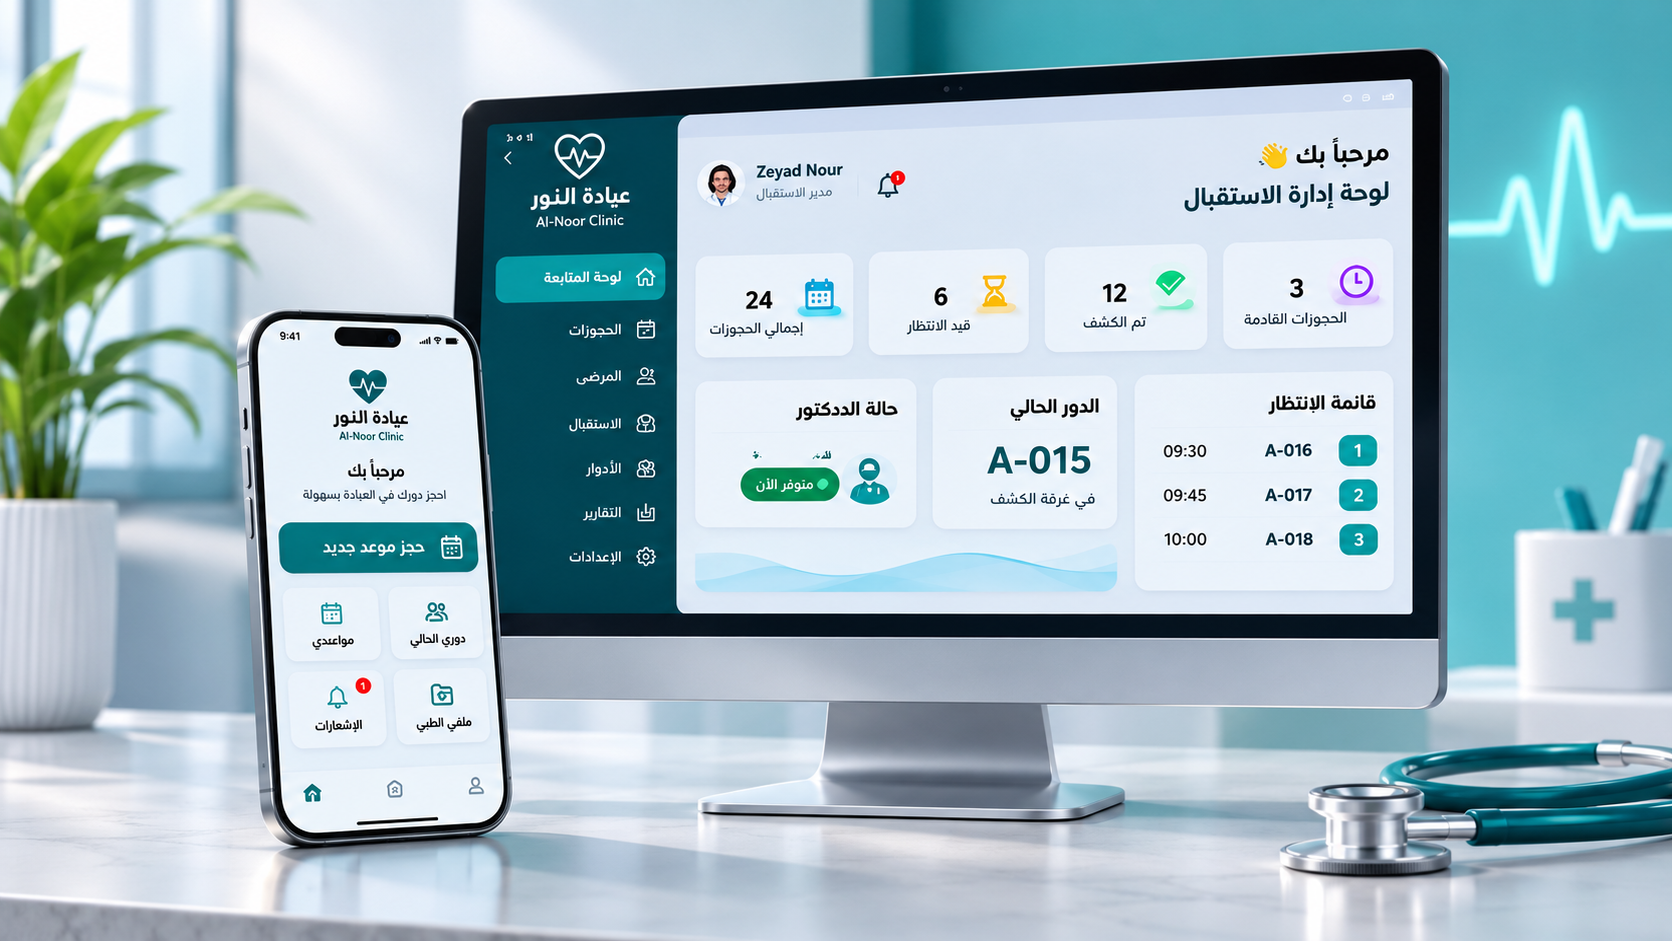 عيادة النور
Al-Noor Clinic
لوحة المتابعة
الحجوزات
المرضى
الاستقبال
الأدوار
التقارير
الإعدادات
Zeyad Nour
مدير الاستقبال
1
مرحباً بك 👋
لوحة إدارة الاستقبال
3
الحجوزات القادمة
12
تم الكشف
6
قيد الانتظار
24
إجمالي الحجوزات
قائمة الإنتظار
1 A-016 09:30
2 A-017 09:45
3 A-018 10:00
الدور الحالي
A-015
في غرفة الكشف
حالة الددكتور
متوفر الأن
9:41
عيادة النور
Al-Noor Clinic
مرحباً بك
احجز دورك في العيادة بسهولة
حجز موعد جديد
دوري الحالي
مواعدي
1
ملفي الطبي
الإشعارات